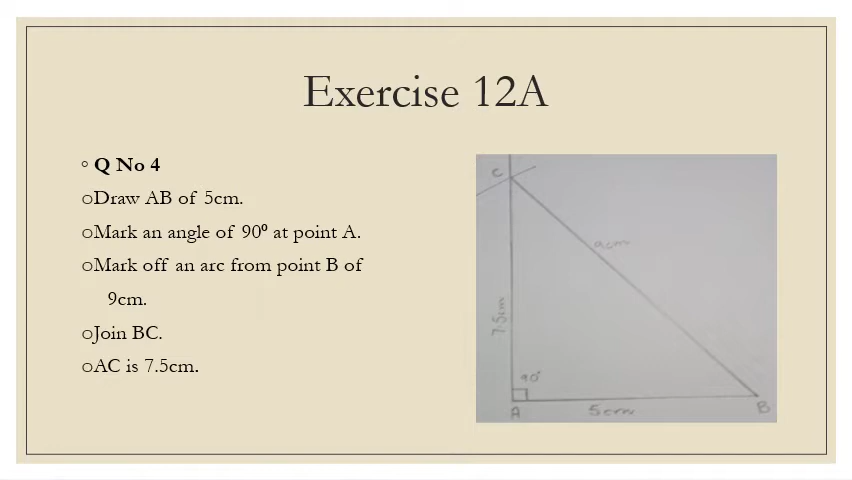 Exercise 12A
◦ Q No 4
oDraw AB of 5cm.
oMark an angle of 90⁰ at point A.
oMark off an arc from point B of
9cm.
oJoin BC.
oAC is 7.5cm.
C
9cm
7.5cm
90°
A
5cm
B